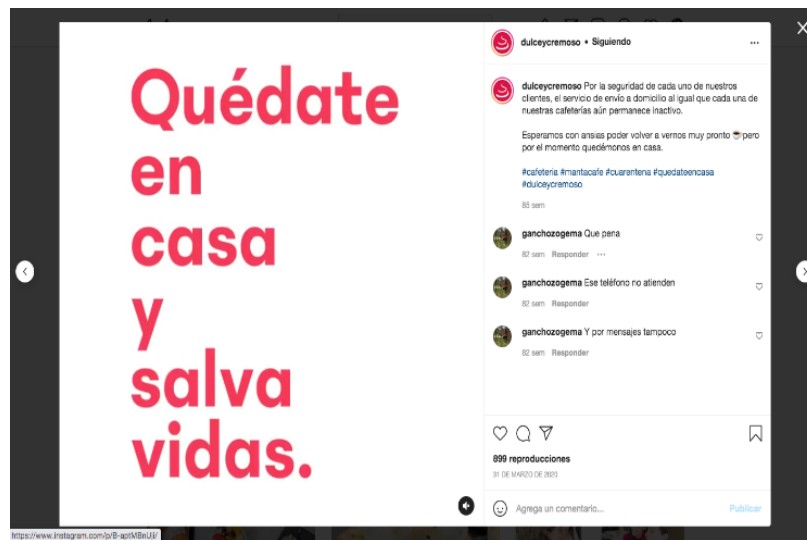 Quédate
en
casa
y
salva
vidas.
dulceycremoso • Siguiendo
dulceycremoso Por la seguridad de cada uno de nuestros
clientes, el servicio de envío a domicilio al igual que cada una de
nuestras cafeterías aún permanece inactivo.
Esperamos con ansias poder volver a vernos muy pronto ☕pero
por el momento quedémonos en casa.
#cafeteria #mantacafe #cuarentena #quedateencasa
#dulceycremoso
85 sem
ganchozogema Que pena
82 sem Responder ···
ganchozogema Ese teléfono no atienden
82 sem Responder
ganchozogema Y por mensajes tampoco
82 sem Responder
899 reproducciones
31 DE MARZO DE 2020
Agrega un comentario... Publicar